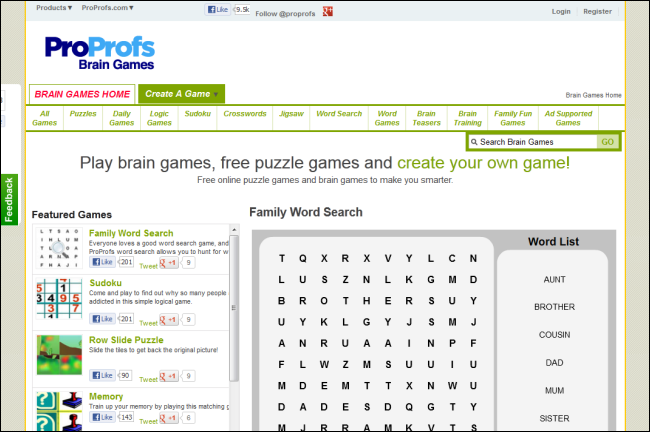 Products▼ ProProfs.com▼ Like 9.5k Follow @proprofs Login Register
ProProfs
Brain Games
BRAIN GAMES HOME Create A Game ▼ Brain Games Home
All Games Puzzles Daily Games Logic Games Sudoku Crosswords Jigsaw Word Search Word Games Brain Teasers Brain Training Family Fun Games Ad Supported Games
Search Brain Games GO
Play brain games, free puzzle games and create your own game!
Free online puzzle games and brain games to make you smarter.
Feedback
Featured Games
Family Word Search
Everyone loves a good word search game, and
ProProfs word search allows you to hunt for w
Like 201 Tweet +1 9
Sudoku
Come and play to find out why so many people
addicted in this simple logical game.
Like 201 Tweet +1 9
Row Slide Puzzle
Slide the tiles to get back the original picture!
Like 90 Tweet +1 9
Memory
Train up your memory by playing this matching g
Like 143 Tweet +1 6
Family Word Search
T Q X R X V Y L C N
L U S Z N L K G M D
B R O T H E R S U Y
U Y K L G Y J S M J
A N R U A A I N P F
F L W Z M S U U I U
M D E M T T X N W U
D A D E S D Q G T Y
M J R R A M K V T S
Word List
AUNT
BROTHER
COUSIN
DAD
MUM
SISTER